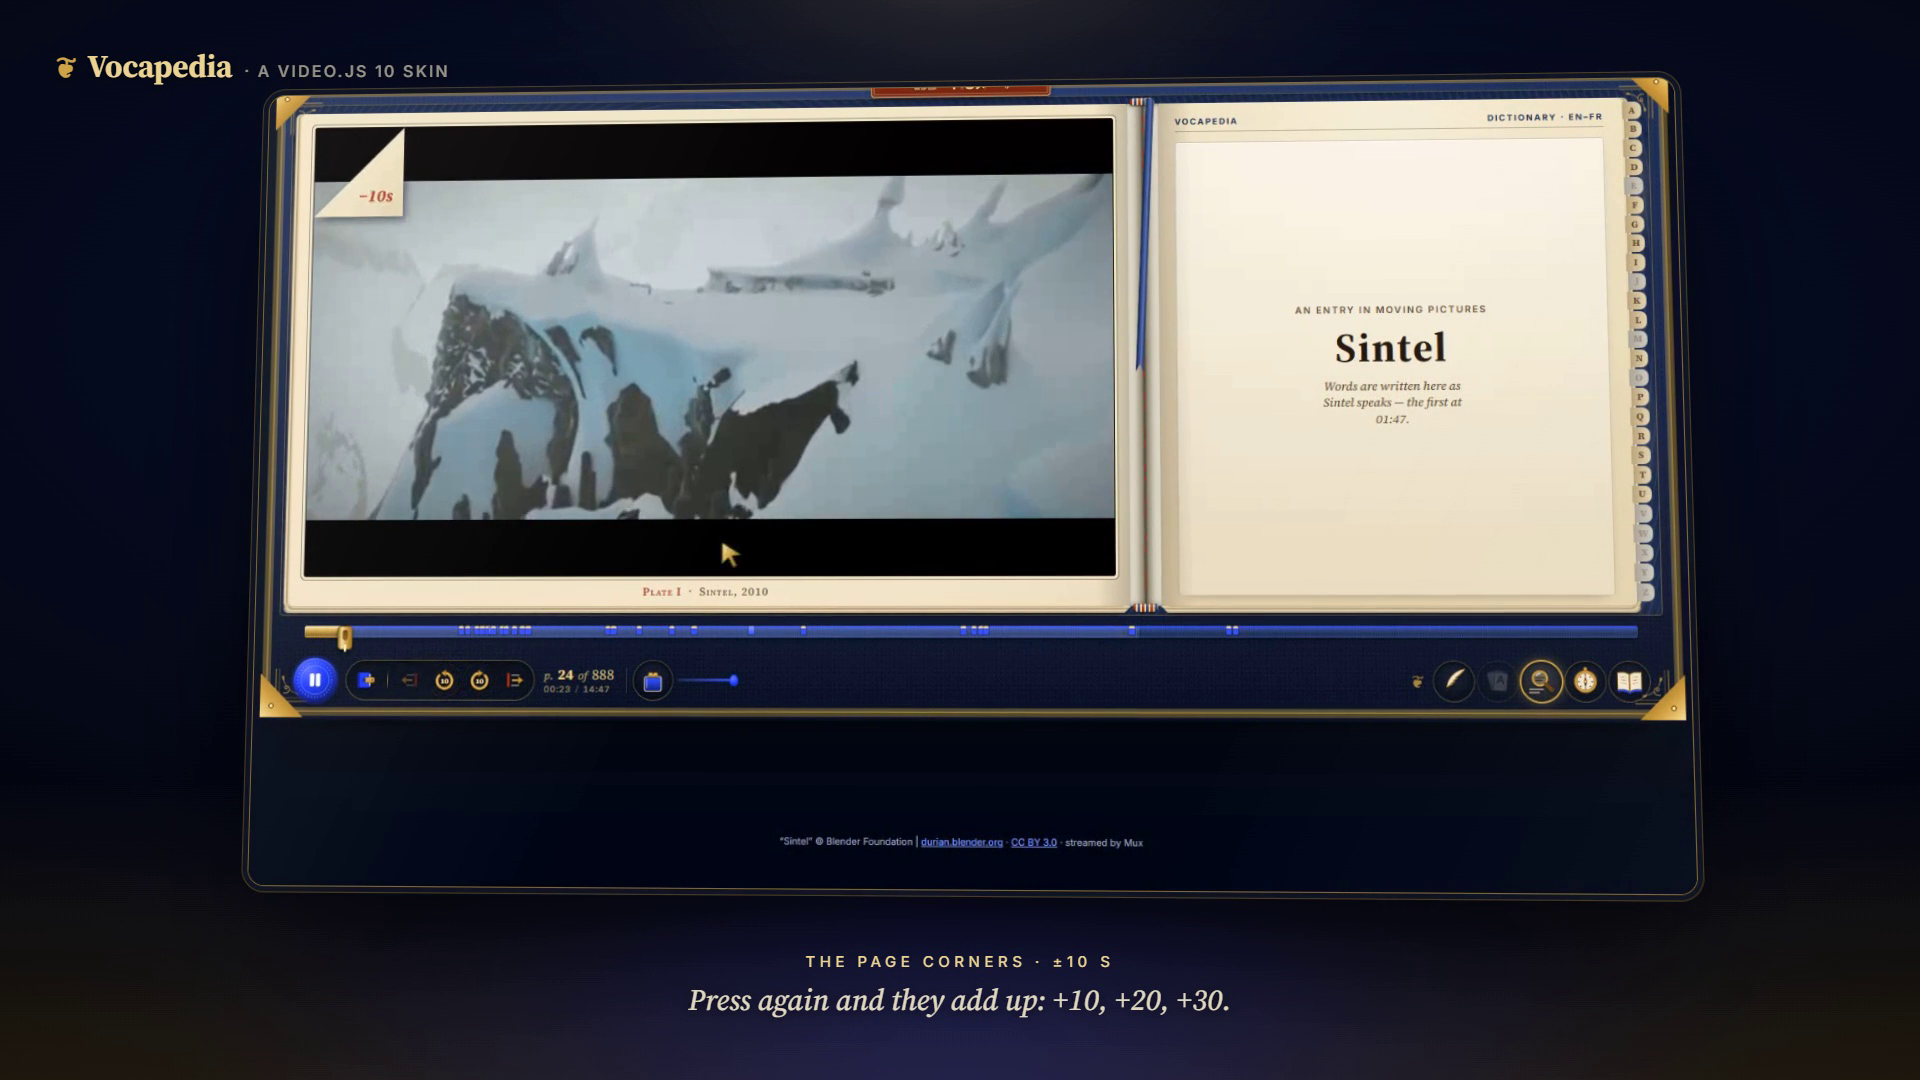 Vocapedia · A VIDEO.JS 10 SKIN
VOCAPEDIA
DICTIONARY · EN–FR
−10s
AN ENTRY IN MOVING PICTURES
Sintel
Words are written here as
Sintel speaks — the first at
01:47.
A
B
C
D
E
F
G
H
I
J
K
L
M
N
O
P
Q
R
S
T
U
V
W
X
Y
Z
Plate I · Sintel, 2010
10
10
p. 24 of 888
00:23 / 14:47
"Sintel" © Blender Foundation | durian.blender.org · CC BY 3.0 · streamed by Mux
THE PAGE CORNERS · ±10 S
Press again and they add up: +10, +20, +30.